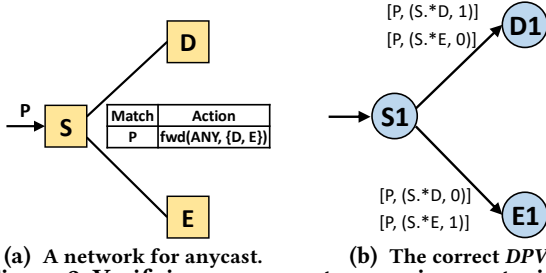 D
P
S
Match Action
P fwd(ANY, {D, E})
E
(a) A network for anycast.
[P, (S.*D, 1)]
[P, (S.*E, 0)]
D1
S1
[P, (S.*D, 0)]
[P, (S.*E, 1)]
E1
(b) The correct DPV